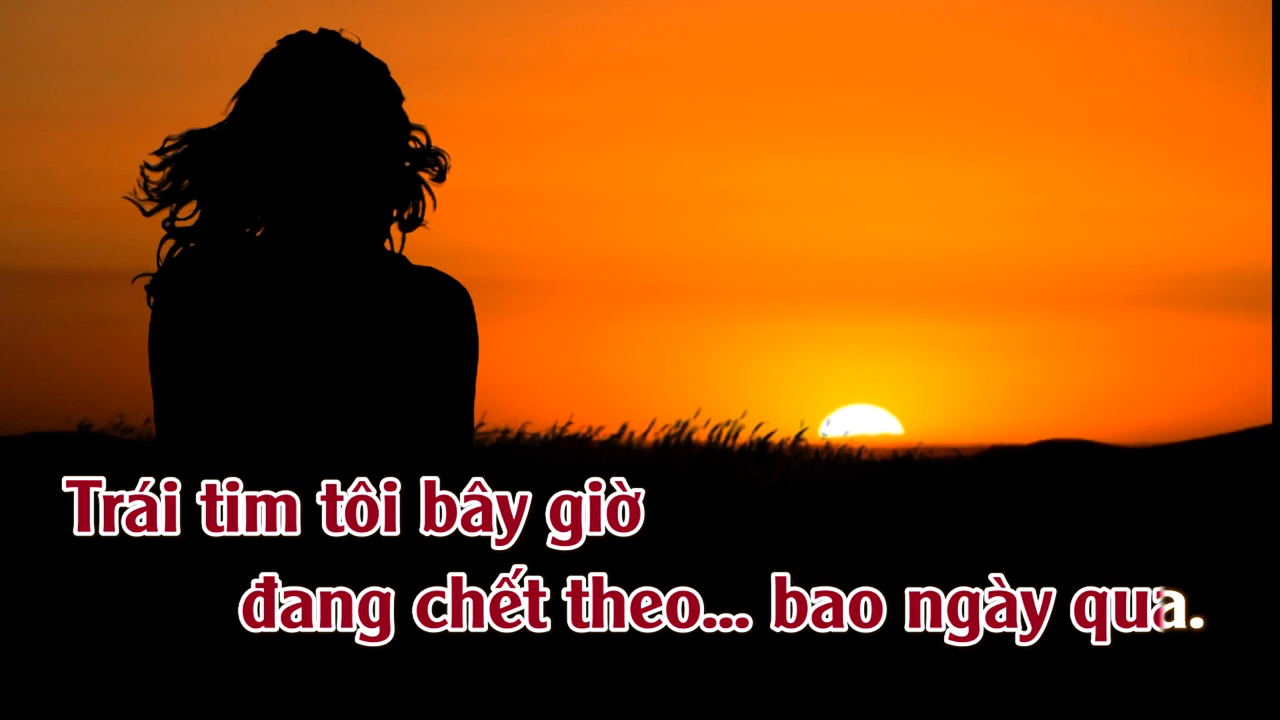 Trái tim tôi bây giờ
đang chết theo... bao ngày qua.